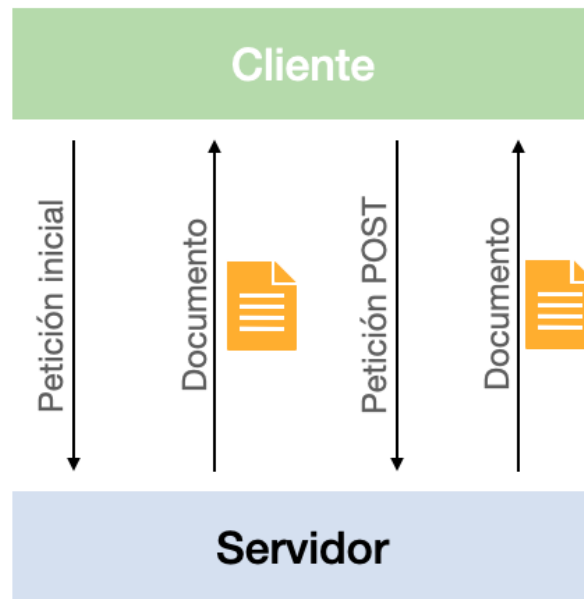 Cliente
Petición inicial
Documento
Petición POST
Documento
Servidor